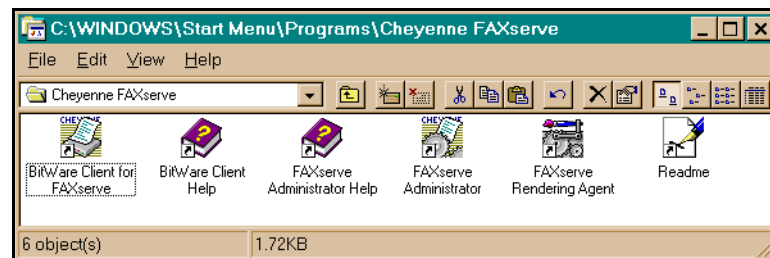 C:\WINDOWS\Start Menu\Programs\Cheyenne FAXserve
File Edit View Help
Cheyenne FAXserve
CHEYENNE
CHEYENNE
BitWare Client for
FAXserve
BitWare Client
Help
FAXserve
Administrator Help
FAXserve
Administrator
FAXserve
Rendering Agent
Readme
6 object(s) 1.72KB